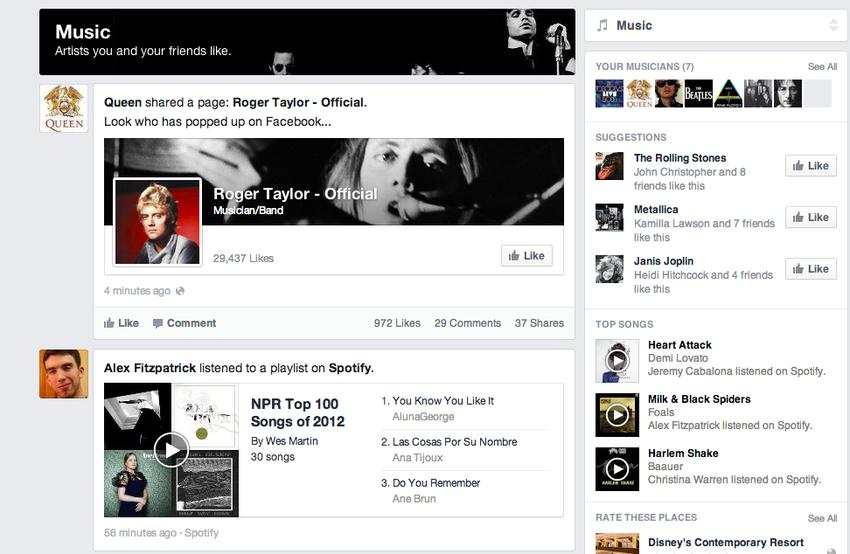 Music
Artists you and your friends like.
QUEEN
Queen shared a page: Roger Taylor - Official.
Look who has popped up on Facebook...
Roger Taylor - Official
Musician/Band
29,437 Likes
Like
4 minutes ago
Like Comment 972 Likes 29 Comments 37 Shares
Alex Fitzpatrick listened to a playlist on Spotify.
NPR Top 100
Songs of 2012
By Wes Martin
30 songs
1. You Know You Like It
AlunaGeorge
2. Las Cosas Por Su Nombre
Ana Tijoux
3. Do You Remember
Ane Brun
56 minutes ago · Spotify
Music
YOUR MUSICIANS (7) See All
QUEEN
THE
BEATLES
PINK FLOYD
SUGGESTIONS
The Rolling Stones
John Christopher and 8
friends like this
Like
Metallica
Kamilla Lawson and 7 friends
like this
Like
Janis Joplin
Heidi Hitchcock and 4 friends
like this
Like
TOP SONGS
Heart Attack
Demi Lovato
Jeremy Cabalona listened on Spotify.
Milk & Black Spiders
Foals
Alex Fitzpatrick listened on Spotify.
Harlem Shake
Baauer
Christina Warren listened on Spotify.
HARLEM SHAKE
RATE THESE PLACES See All
Disney's Contemporary Resort